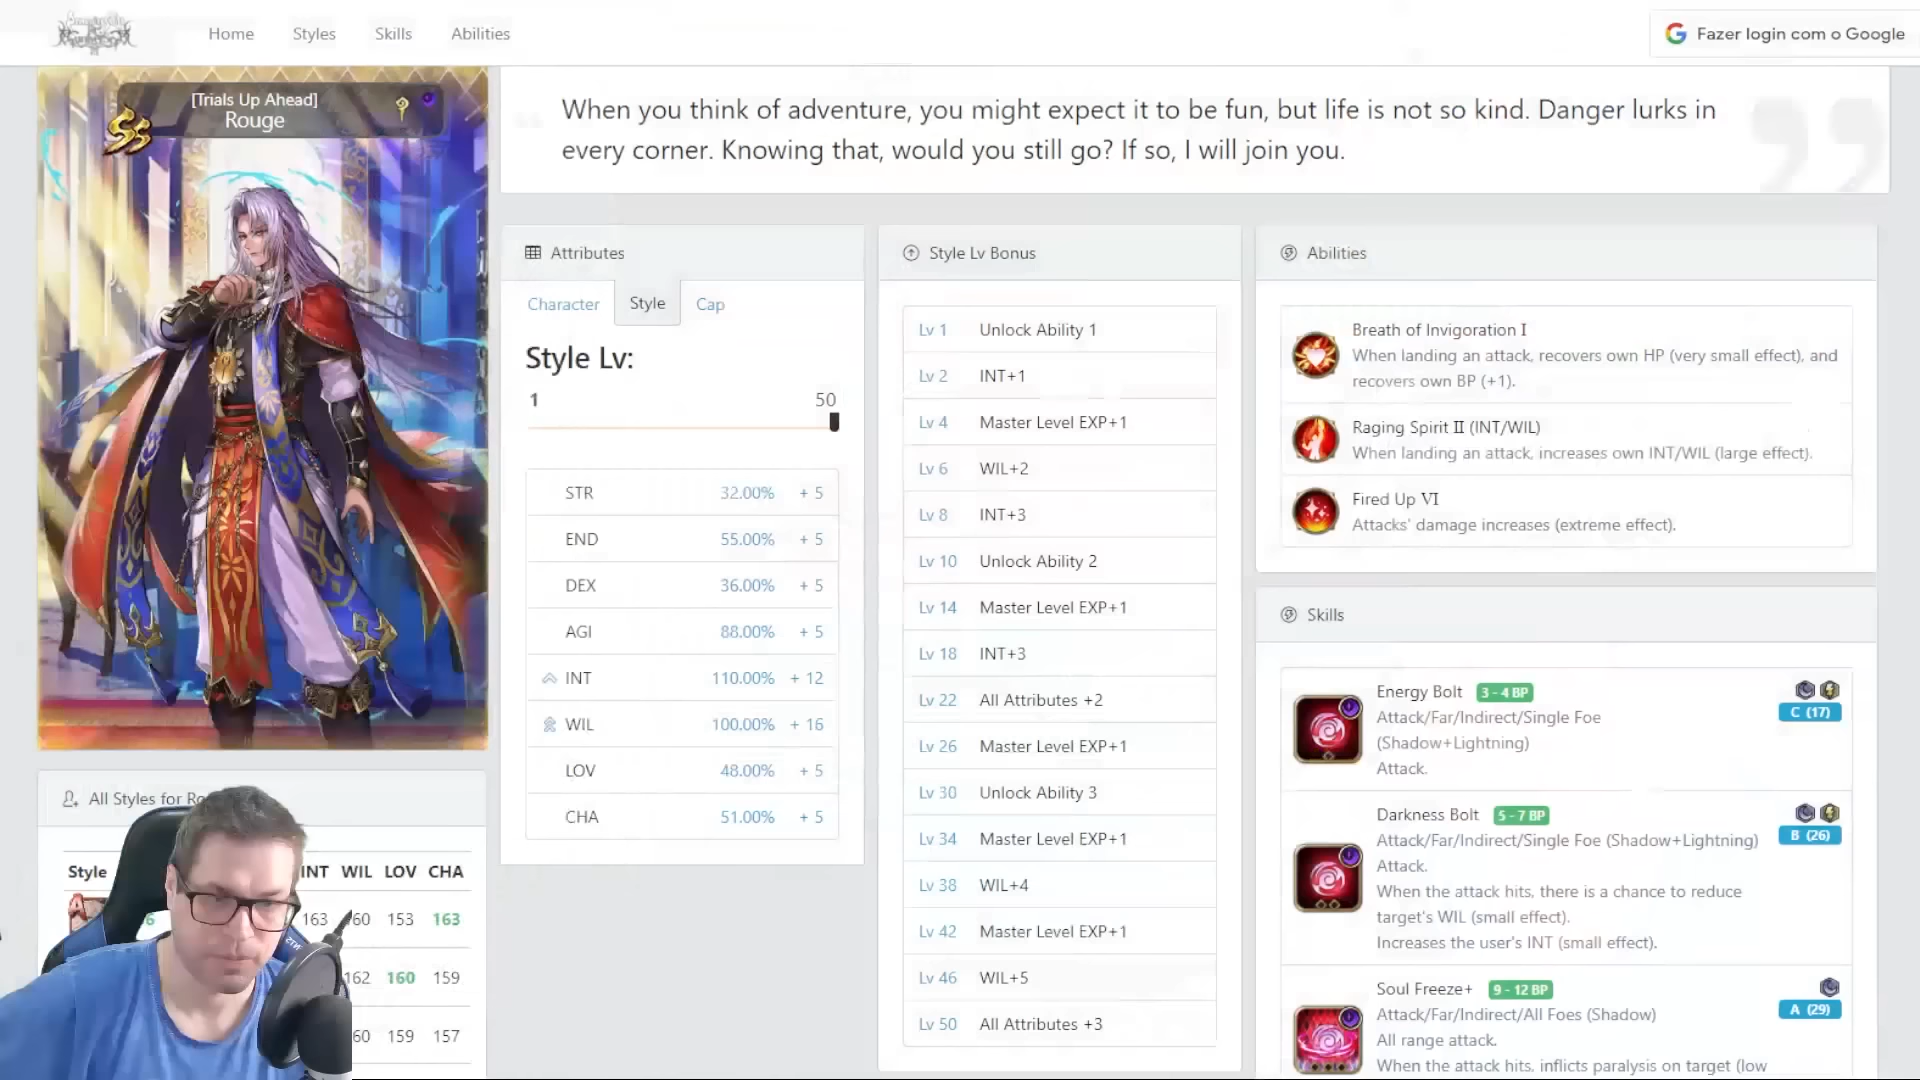 Home
Styles
Skills
Abilities
Fazer login com o Google
[Trials Up Ahead]
Rouge
SS
When you think of adventure, you might expect it to be fun, but life is not so kind. Danger lurks in
every corner. Knowing that, would you still go? If so, I will join you.
Attributes
Character
Style
Cap
Style Lv:
1
50
STR 32.00% + 5
END 55.00% + 5
DEX 36.00% + 5
AGI 88.00% + 5
INT 110.00% + 12
WIL 100.00% + 16
LOV 48.00% + 5
CHA 51.00% + 5
Style Lv Bonus
Lv 1 Unlock Ability 1
Lv 2 INT+1
Lv 4 Master Level EXP+1
Lv 6 WIL+2
Lv 8 INT+3
Lv 10 Unlock Ability 2
Lv 14 Master Level EXP+1
Lv 18 INT+3
Lv 22 All Attributes +2
Lv 26 Master Level EXP+1
Lv 30 Unlock Ability 3
Lv 34 Master Level EXP+1
Lv 38 WIL+4
Lv 42 Master Level EXP+1
Lv 46 WIL+5
Lv 50 All Attributes +3
Abilities
Breath of Invigoration I
When landing an attack, recovers own HP (very small effect), and
recovers own BP (+1).
Raging Spirit II (INT/WIL)
When landing an attack, increases own INT/WIL (large effect).
Fired Up VI
Attacks' damage increases (extreme effect).
Skills
Energy Bolt 3 - 4 BP
C (17)
Attack/Far/Indirect/Single Foe
(Shadow+Lightning)
Attack.
Darkness Bolt 5 - 7 BP
B (26)
Attack/Far/Indirect/Single Foe (Shadow+Lightning)
Attack.
When the attack hits, there is a chance to reduce
target's WIL (small effect).
Increases the user's INT (small effect).
Soul Freeze+ 9 - 12 BP
A (29)
Attack/Far/Indirect/All Foes (Shadow)
All range attack.
When the attack hits, inflicts paralysis on target (low
All Styles for
Style INT WIL LOV CHA
163 60 153 163
162 160 159
60 159 157